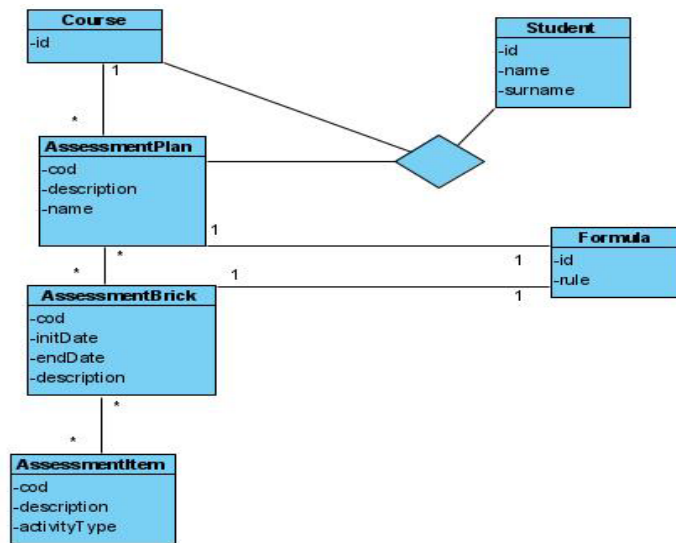 Course
-id
1
*
Student
-id
-name
-surname
AssessmentPlan
-cod
-description
-name
1
1
*
*
Formula
-id
-rule
1
1
AssessmentBrick
-cod
-initDate
-endDate
-description
*
*
AssessmentItem
-cod
-description
-activityType